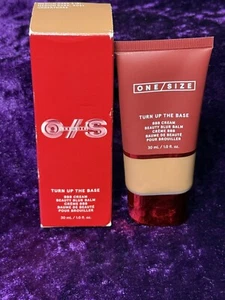 O/S
TURN UP THE BASE
BBB CREAM
BEAUTY BLUR BALM
CRÈME BBB
BAUME DE BEAUTÉ
POUR BROUILLER
30 mL / 1.0 fl. oz.
ONE/SIZE
TURN UP THE BASE
BBB CREAM
BEAUTY BLUR BALM
CRÈME BBB
BAUME DE BEAUTÉ
POUR BROUILLER
30 mL / 1.0 fl. oz.